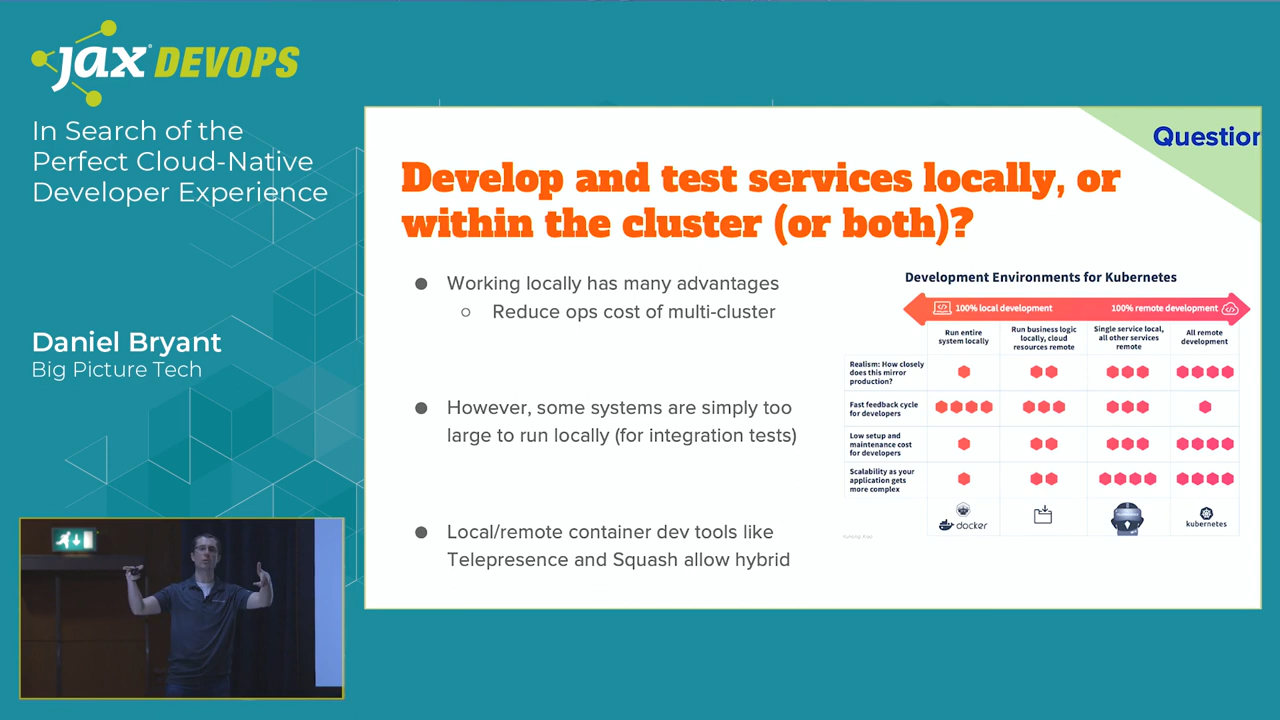 jax DEVOPS
In Search of the
Perfect Cloud-Native
Developer Experience
Daniel Bryant
Big Picture Tech
Question
Develop and test services locally, or
within the cluster (or both)?
● Working locally has many advantages
○ Reduce ops cost of multi-cluster
● However, some systems are simply too
large to run locally (for integration tests)
● Local/remote container dev tools like
Telepresence and Squash allow hybrid
Development Environments for Kubernetes
100% local development
100% remote development
Run entire
system locally
Run business logic
locally, cloud
resources remote
Single service local,
all other services
remote
All remote
development
Realism: How closely
does this mirror
production?
Fast feedback cycle
for developers
Low setup and
maintenance cost
for developers
Scalability as your
application gets
more complex
docker
kubernetes